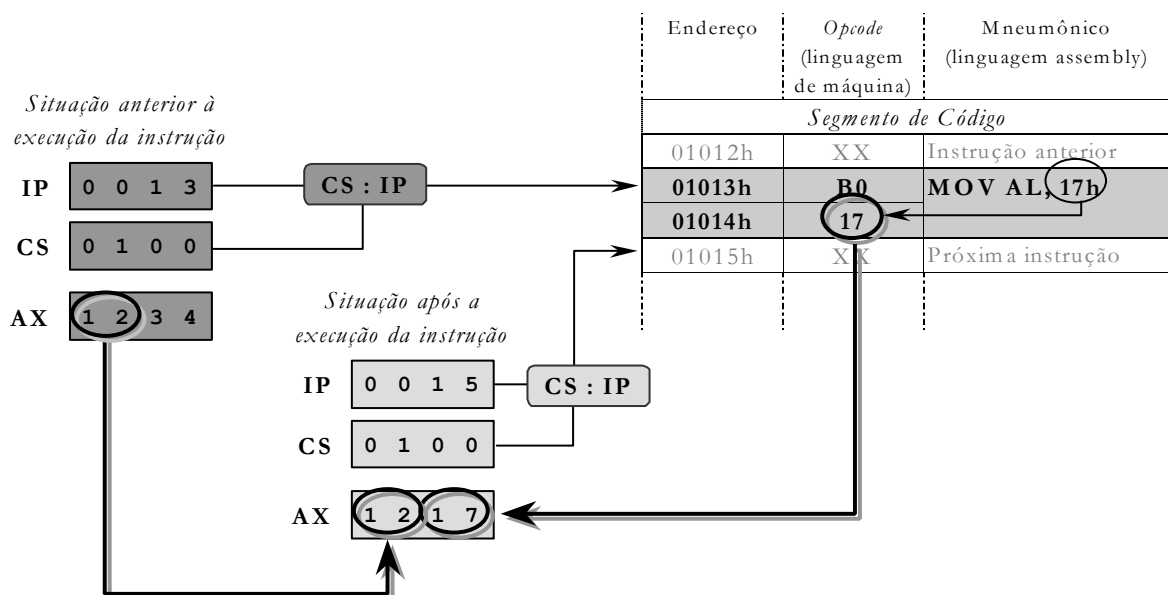 Endereço
Opcode
(linguagem
de máquina)
Mneumônico
(linguagem assembly)
Segmento de Código
01012h XX Instrução anterior
01013h B0 MOV AL, 17h
01014h 17
01015h XX Próxima instrução
Situação anterior à
execução da instrução
IP 0 0 1 3
CS : IP
CS 0 1 0 0
AX 1 2 3 4
Situação após a
execução da instrução
IP 0 0 1 5
CS : IP
CS 0 1 0 0
AX 1 2 1 7